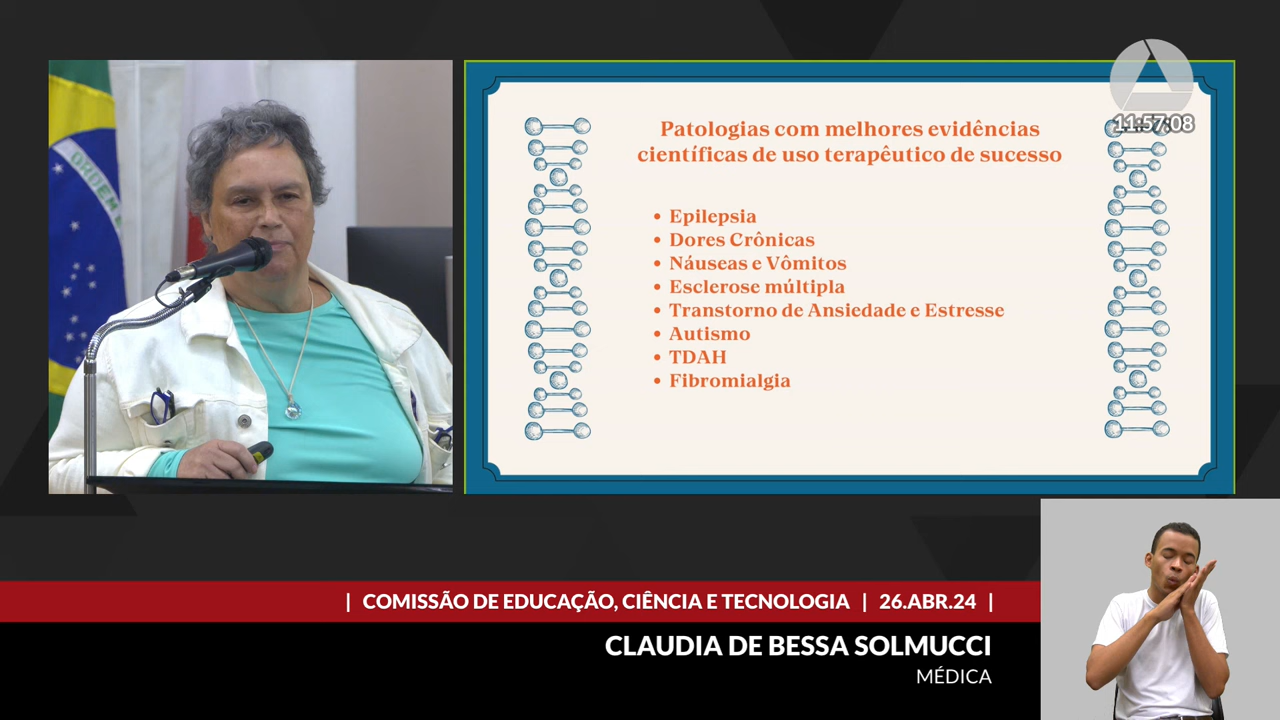 ORDEM E
11:57:08
Patologias com melhores evidências
científicas de uso terapêutico de sucesso
• Epilepsia
• Dores Crônicas
• Náuseas e Vômitos
• Esclerose múltipla
• Transtorno de Ansiedade e Estresse
• Autismo
• TDAH
• Fibromialgia
| COMISSÃO DE EDUCAÇÃO, CIÊNCIA E TECNOLOGIA | 26.ABR.24 |
CLAUDIA DE BESSA SOLMUCCI
MÉDICA